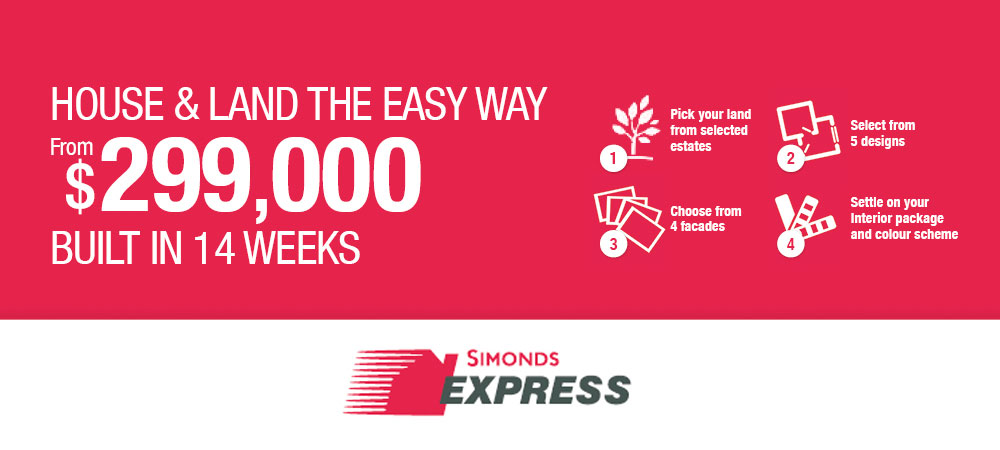 HOUSE & LAND THE EASY WAY
From
$299,000
BUILT IN 14 WEEKS
1
Pick your land
from selected
estates
2
Select from
5 designs
3
Choose from
4 facades
4
Settle on your
Interior package
and colour scheme
SIMONDS
EXPRESS